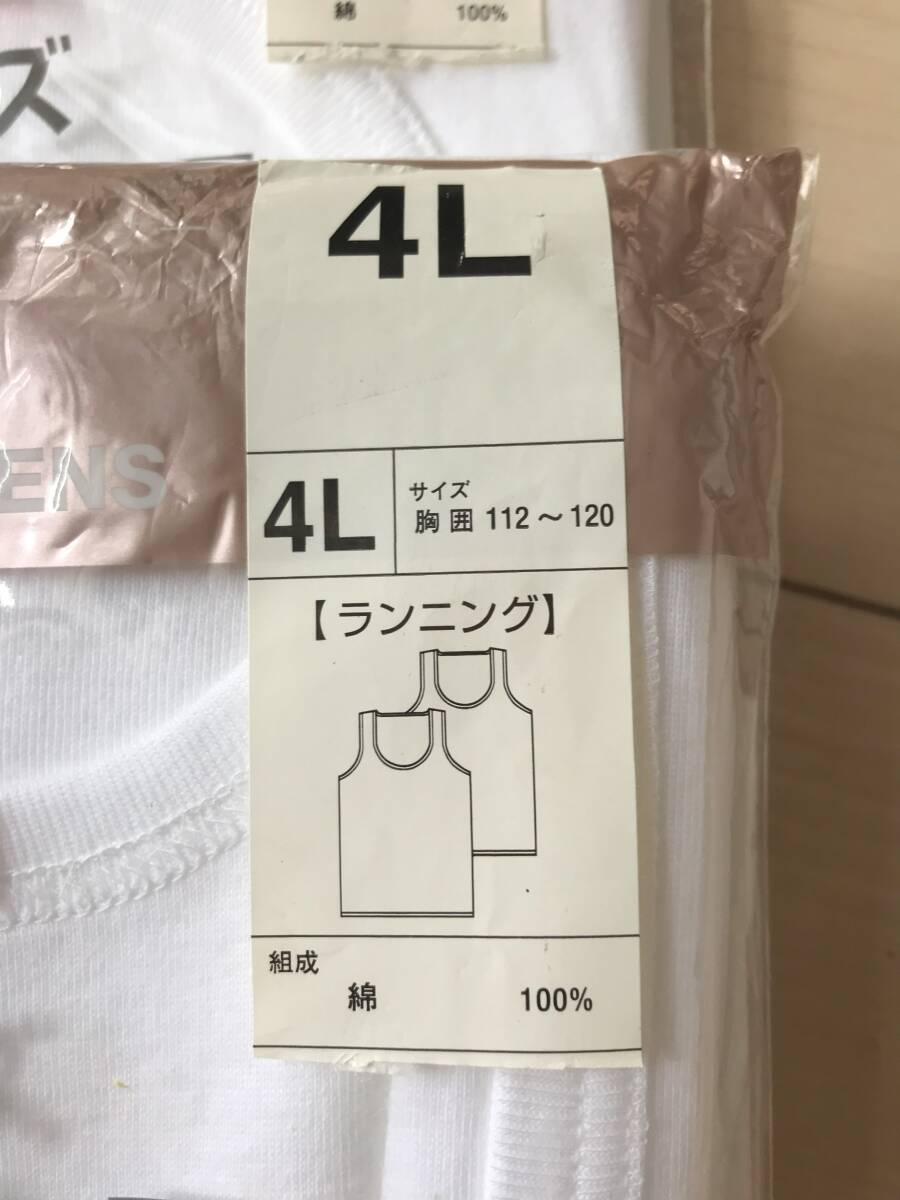 綿 100%
ズ
4L
ENS
4L サイズ
胸囲 112～120
【ランニング】
組成
綿 100%